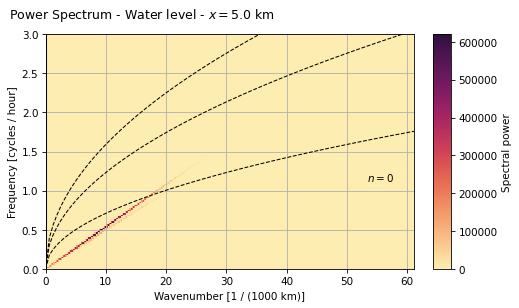 Power Spectrum - Water level - x = 5.0 km
3.0
2.5
2.0
1.5
1.0
0.5
0.0
Frequency [cycles / hour]
n = 0
0 10 20 30 40 50 60
Wavenumber [1 / (1000 km)]
600000
500000
400000
300000
200000
100000
0
Spectral power